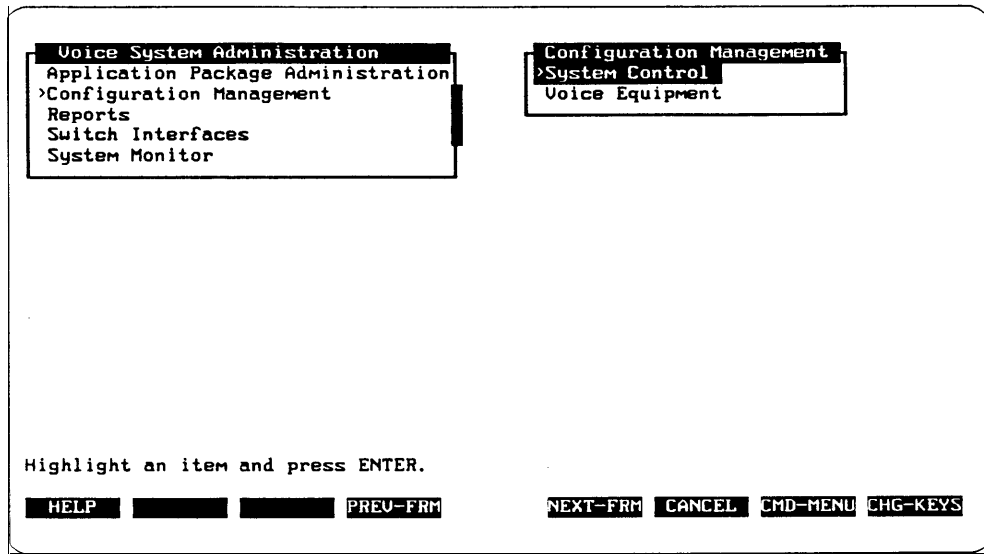 Voice System Administration
Application Package Administration
>Configuration Management
Reports
Switch Interfaces
System Monitor
Configuration Management
>System Control
Voice Equipment
Highlight an item and press ENTER.
HELP PREV-FRM NEXT-FRM CANCEL CMD-MENU CHG-KEYS